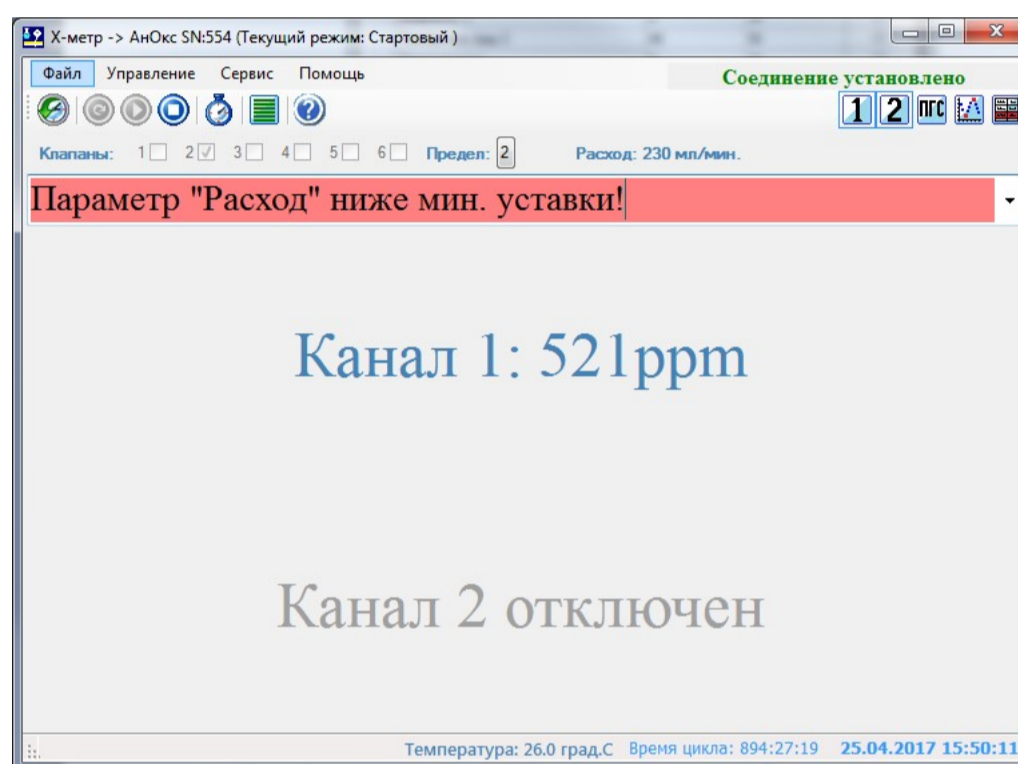 Х-метр -> АнОкс SN:554 (Текущий режим: Стартовый )
Файл Управление Сервис Помощь Соединение установлено
1 2 ПГС
Клапаны: 1 2 3 4 5 6 Предел: 2 Расход: 230 мл/мин.
Параметр "Расход" ниже мин. уставки!
Канал 1: 521ppm
Канал 2 отключен
Температура: 26.0 град.С Время цикла: 894:27:19 25.04.2017 15:50:11